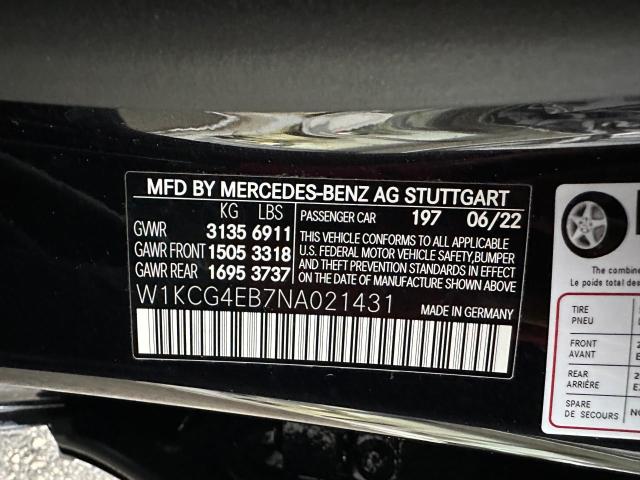 MFD BY MERCEDES-BENZ AG STUTTGART
KG LBS PASSENGER CAR 197 06/22
GVWR 3135 6911 THIS VEHICLE CONFORMS TO ALL APPLICABLE
GAWR FRONT 1505 3318 U.S. FEDERAL MOTOR VEHICLE SAFETY,BUMPER
AND THEFT PREVENTION STANDARDS IN EFFECT
GAWR REAR 1695 3737 ON THE DATE OF MANUFACTURE SHOWN ABOVE.
W1KCG4EB7NA021431 MADE IN GERMANY
The combine
Le poids total des
TIRE
PNEU
FRONT
AVANT
REAR
ARRIÈRE
SPARE
DE SECOURS